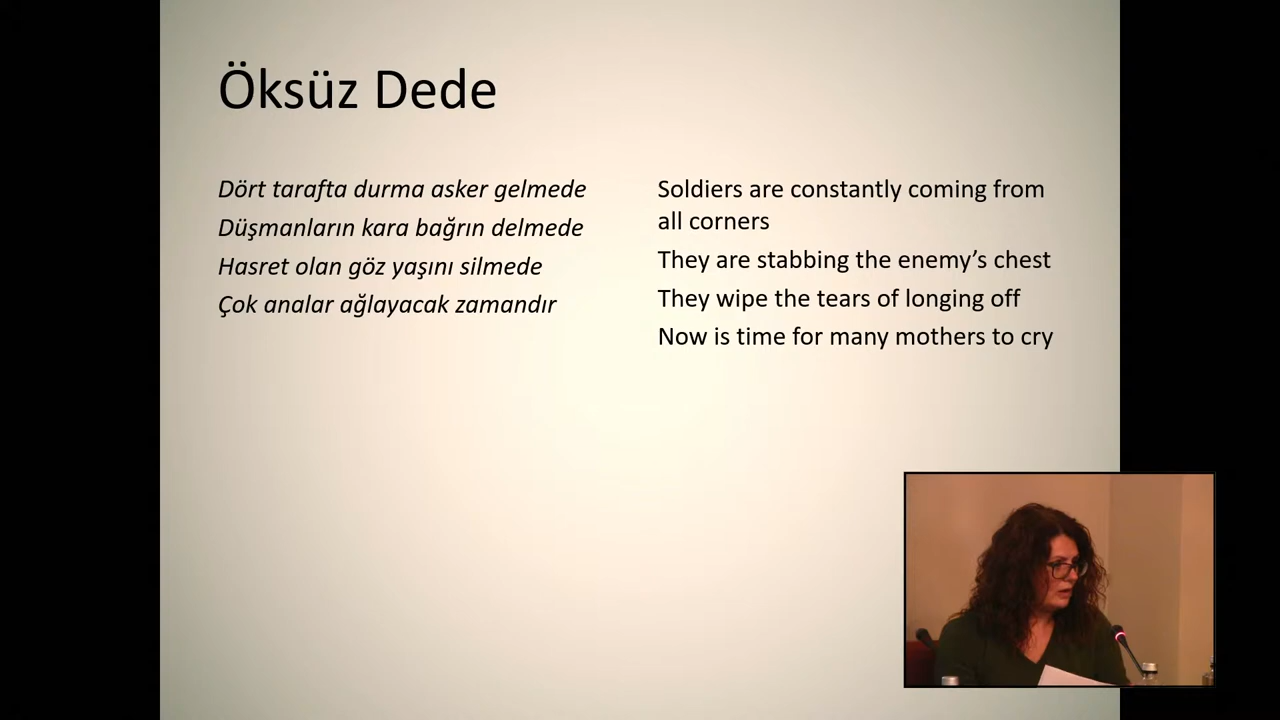 Öksüz Dede
Dört tarafta durma asker gelmede
Düşmanların kara bağrın delmede
Hasret olan göz yaşını silmede
Çok analar ağlayacak zamandır
Soldiers are constantly coming from
all corners
They are stabbing the enemy’s chest
They wipe the tears of longing off
Now is time for many mothers to cry